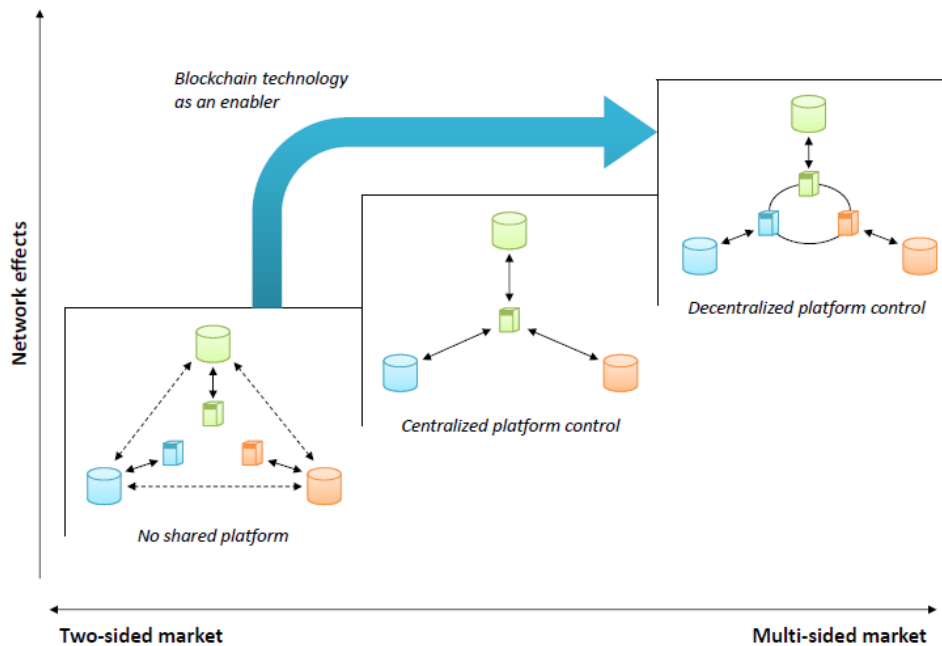 Blockchain technology
as an enabler
Network effects
Decentralized platform control
Centralized platform control
No shared platform
Two-sided market
Multi-sided market